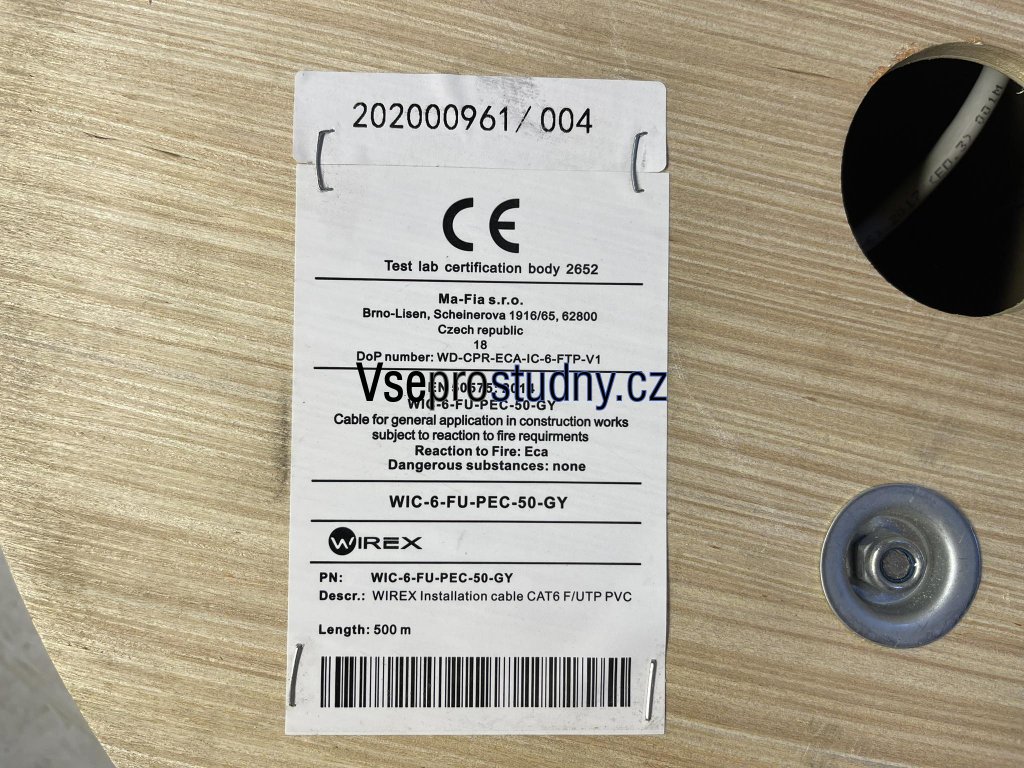 202000961/004
CE
Test lab certification body 2652
Ma-Fia s.r.o.
Brno-Lisen, Scheinerova 1916/65, 62800
Czech republic
18
DoP number: WD-CPR-ECA-IC-6-FTP-V1
Vseprostudny.cz
EN 50575: 2014
WIC-6-FU-PEC-50-GY
Cable for general application in construction works
subject to reaction to fire requirments
Reaction to Fire: Eca
Dangerous substances: none
WIC-6-FU-PEC-50-GY
WIREX
PN: WIC-6-FU-PEC-50-GY
Descr.: WIREX Installation cable CAT6 F/UTP PVC
Length: 500 m
001M